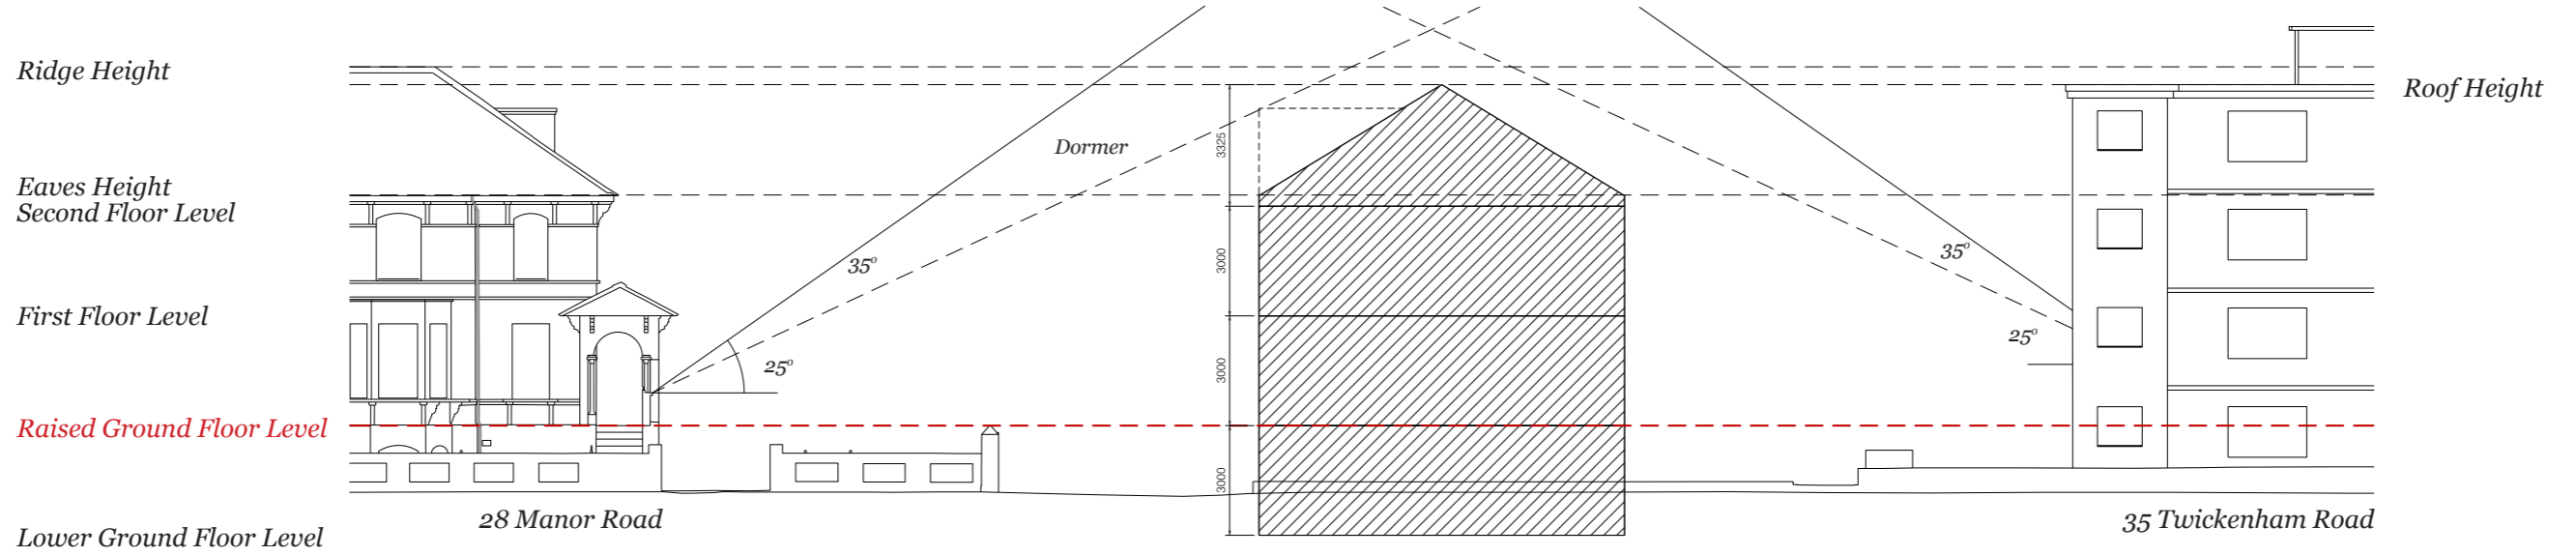 Ridge Height
Roof Height
3325
Dormer
Eaves Height
Second Floor Level
35°
35°
3000
First Floor Level
25°
25°
3000
Raised Ground Floor Level
3000
28 Manor Road
35 Twickenham Road
Lower Ground Floor Level